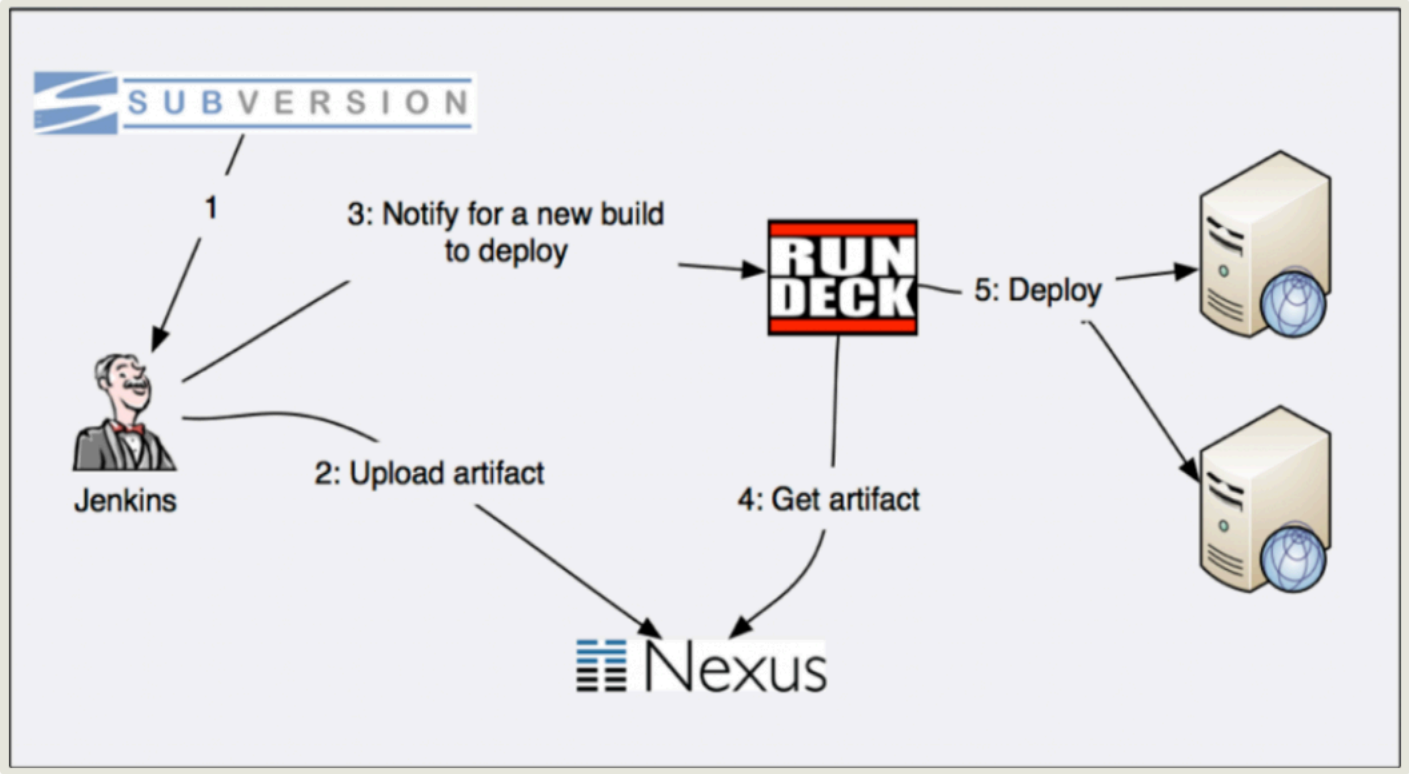 SUBVERSION
1
3: Notify for a new build
to deploy
RUN
DECK
5: Deploy
Jenkins
2: Upload artifact
4: Get artifact
Nexus